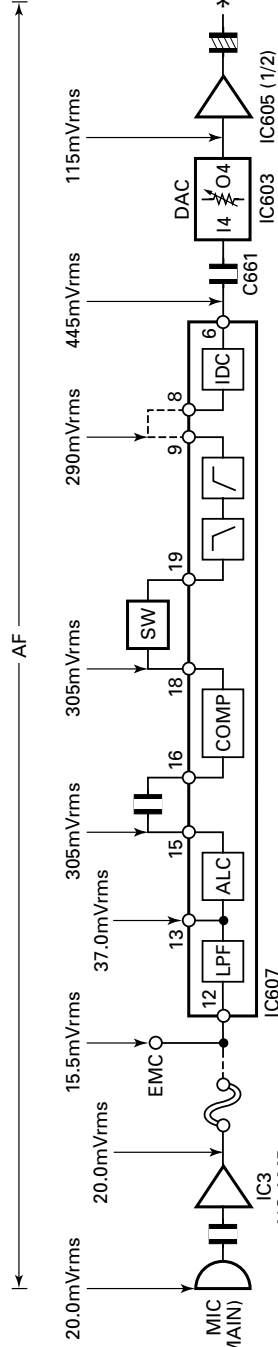 AF
20.0mVrms
20.0mVrms
15.5mVrms
37.0mVrms
305mVrms
305mVrms
290mVrms
445mVrms
115mVrms
MIC
MAIN)
IC3
EMC
12
LPF
13
ALC
15
16
COMP
18
SW
19
9
8
IDC
6
IC607
C661
DAC
I4
O4
IC603
IC605 (1/2)